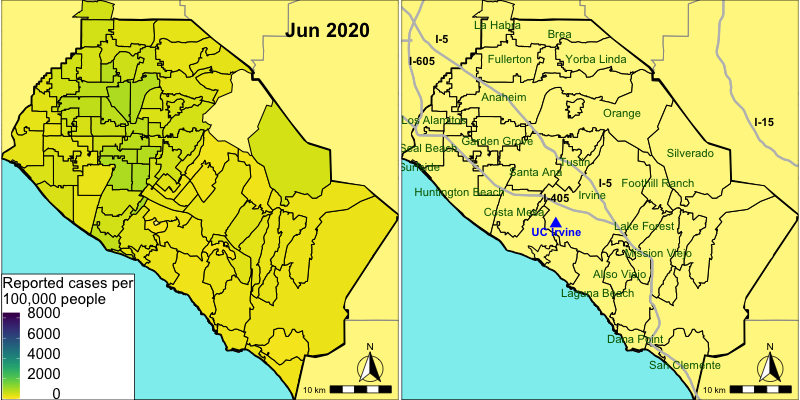 Jun 2020
Reported cases per
100,000 people
8000
6000
4000
2000
0
N
10 km
La Habra
Brea
I-5
I-605
Fullerton
Yorba Linda
Anaheim
Orange
Los Alamitos
I-15
Seal Beach
Garden Grove
Sunside
Tustin
Silverado
Santa Ana
I-5
Foothill Ranch
Huntington Beach
I-405
Irvine
Costa Mesa
UC Irvine
Lake Forest
Mission Viejo
Aliso Viejo
Laguna Beach
Dana Point
San Clemente
N
10 km